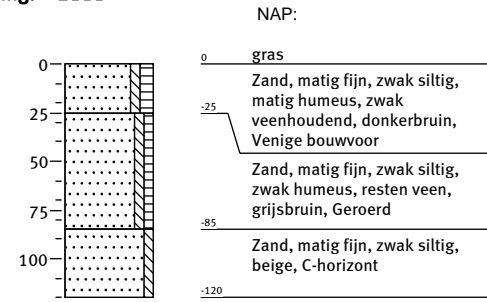 NAP:
0
gras
0
Zand, matig fijn, zwak siltig,
matig humeus, zwak
veenhoudend, donkerbruin,
Venige bouwvoor
25
-25
50
Zand, matig fijn, zwak siltig,
zwak humeus, resten veen,
grijsbruin, Geroerd
75
-85
Zand, matig fijn, zwak siltig,
beige, C-horizont
100
-120